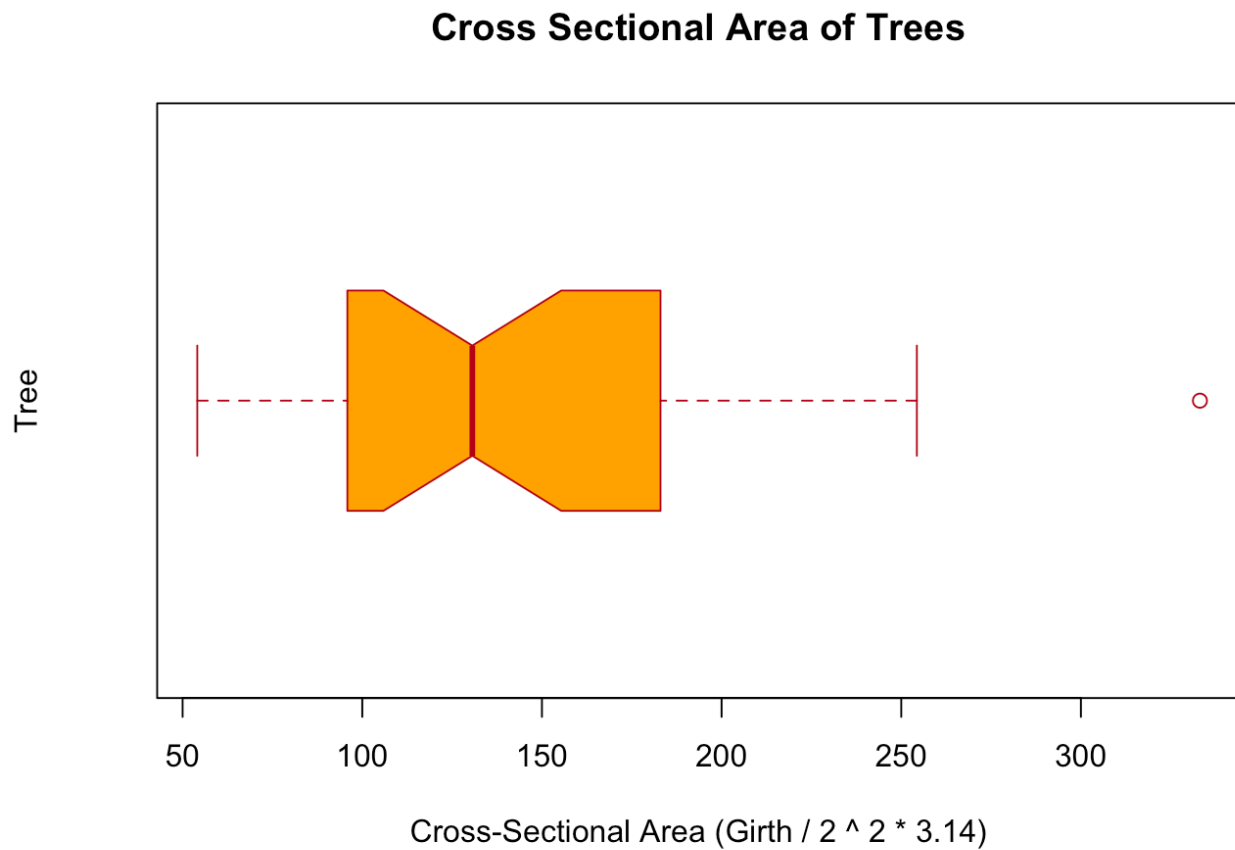 Cross Sectional Area of Trees
Tree
50 100 150 200 250 300
Cross-Sectional Area (Girth / 2 ^ 2 * 3.14)